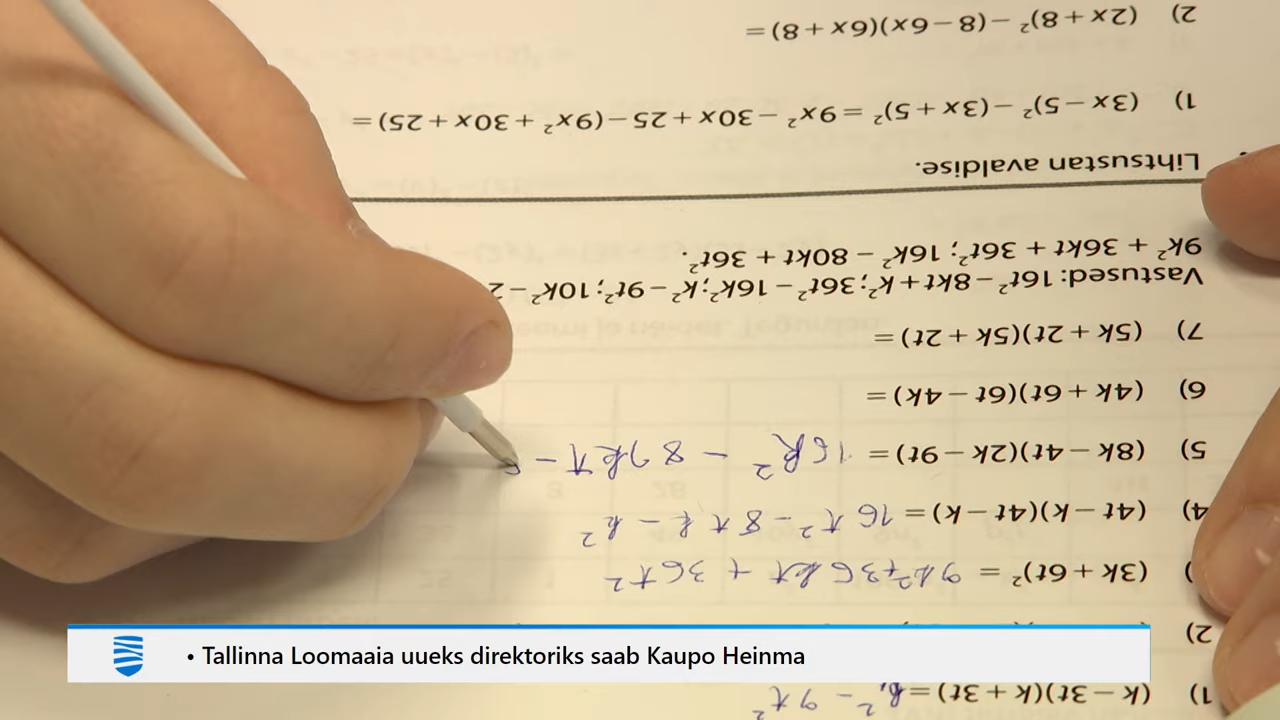 1) (k − 3t)(k + 3t) = k² − 9t²
2)
) (3k + 6t)² = 9k² + 36kt + 36t²
4) (4t − k)(4t − k) = 16t² − 8tk − k²
5) (8k − 4t)(2k − 9t) = 16k² − 8
6) (4k + 6t)(6t − 4k) =
7) (5k + 2t)(5k + 2t) =
Vastused: 16t² − 8kt + k²; 36t² − 16k²; k² − 9t²; 10k² − 2
9k² + 36kt + 36t²; 16k² − 80kt + 36t².
Lihtsustan avaldise.
1) (3x − 5)² − (3x + 5)² = 9x² − 30x + 25 − (9x² + 30x + 25) =
2) (2x + 8)² − (8 − 6x)(6x + 8) =
• Tallinna Loomaaia uueks direktoriks saab Kaupo Heinma